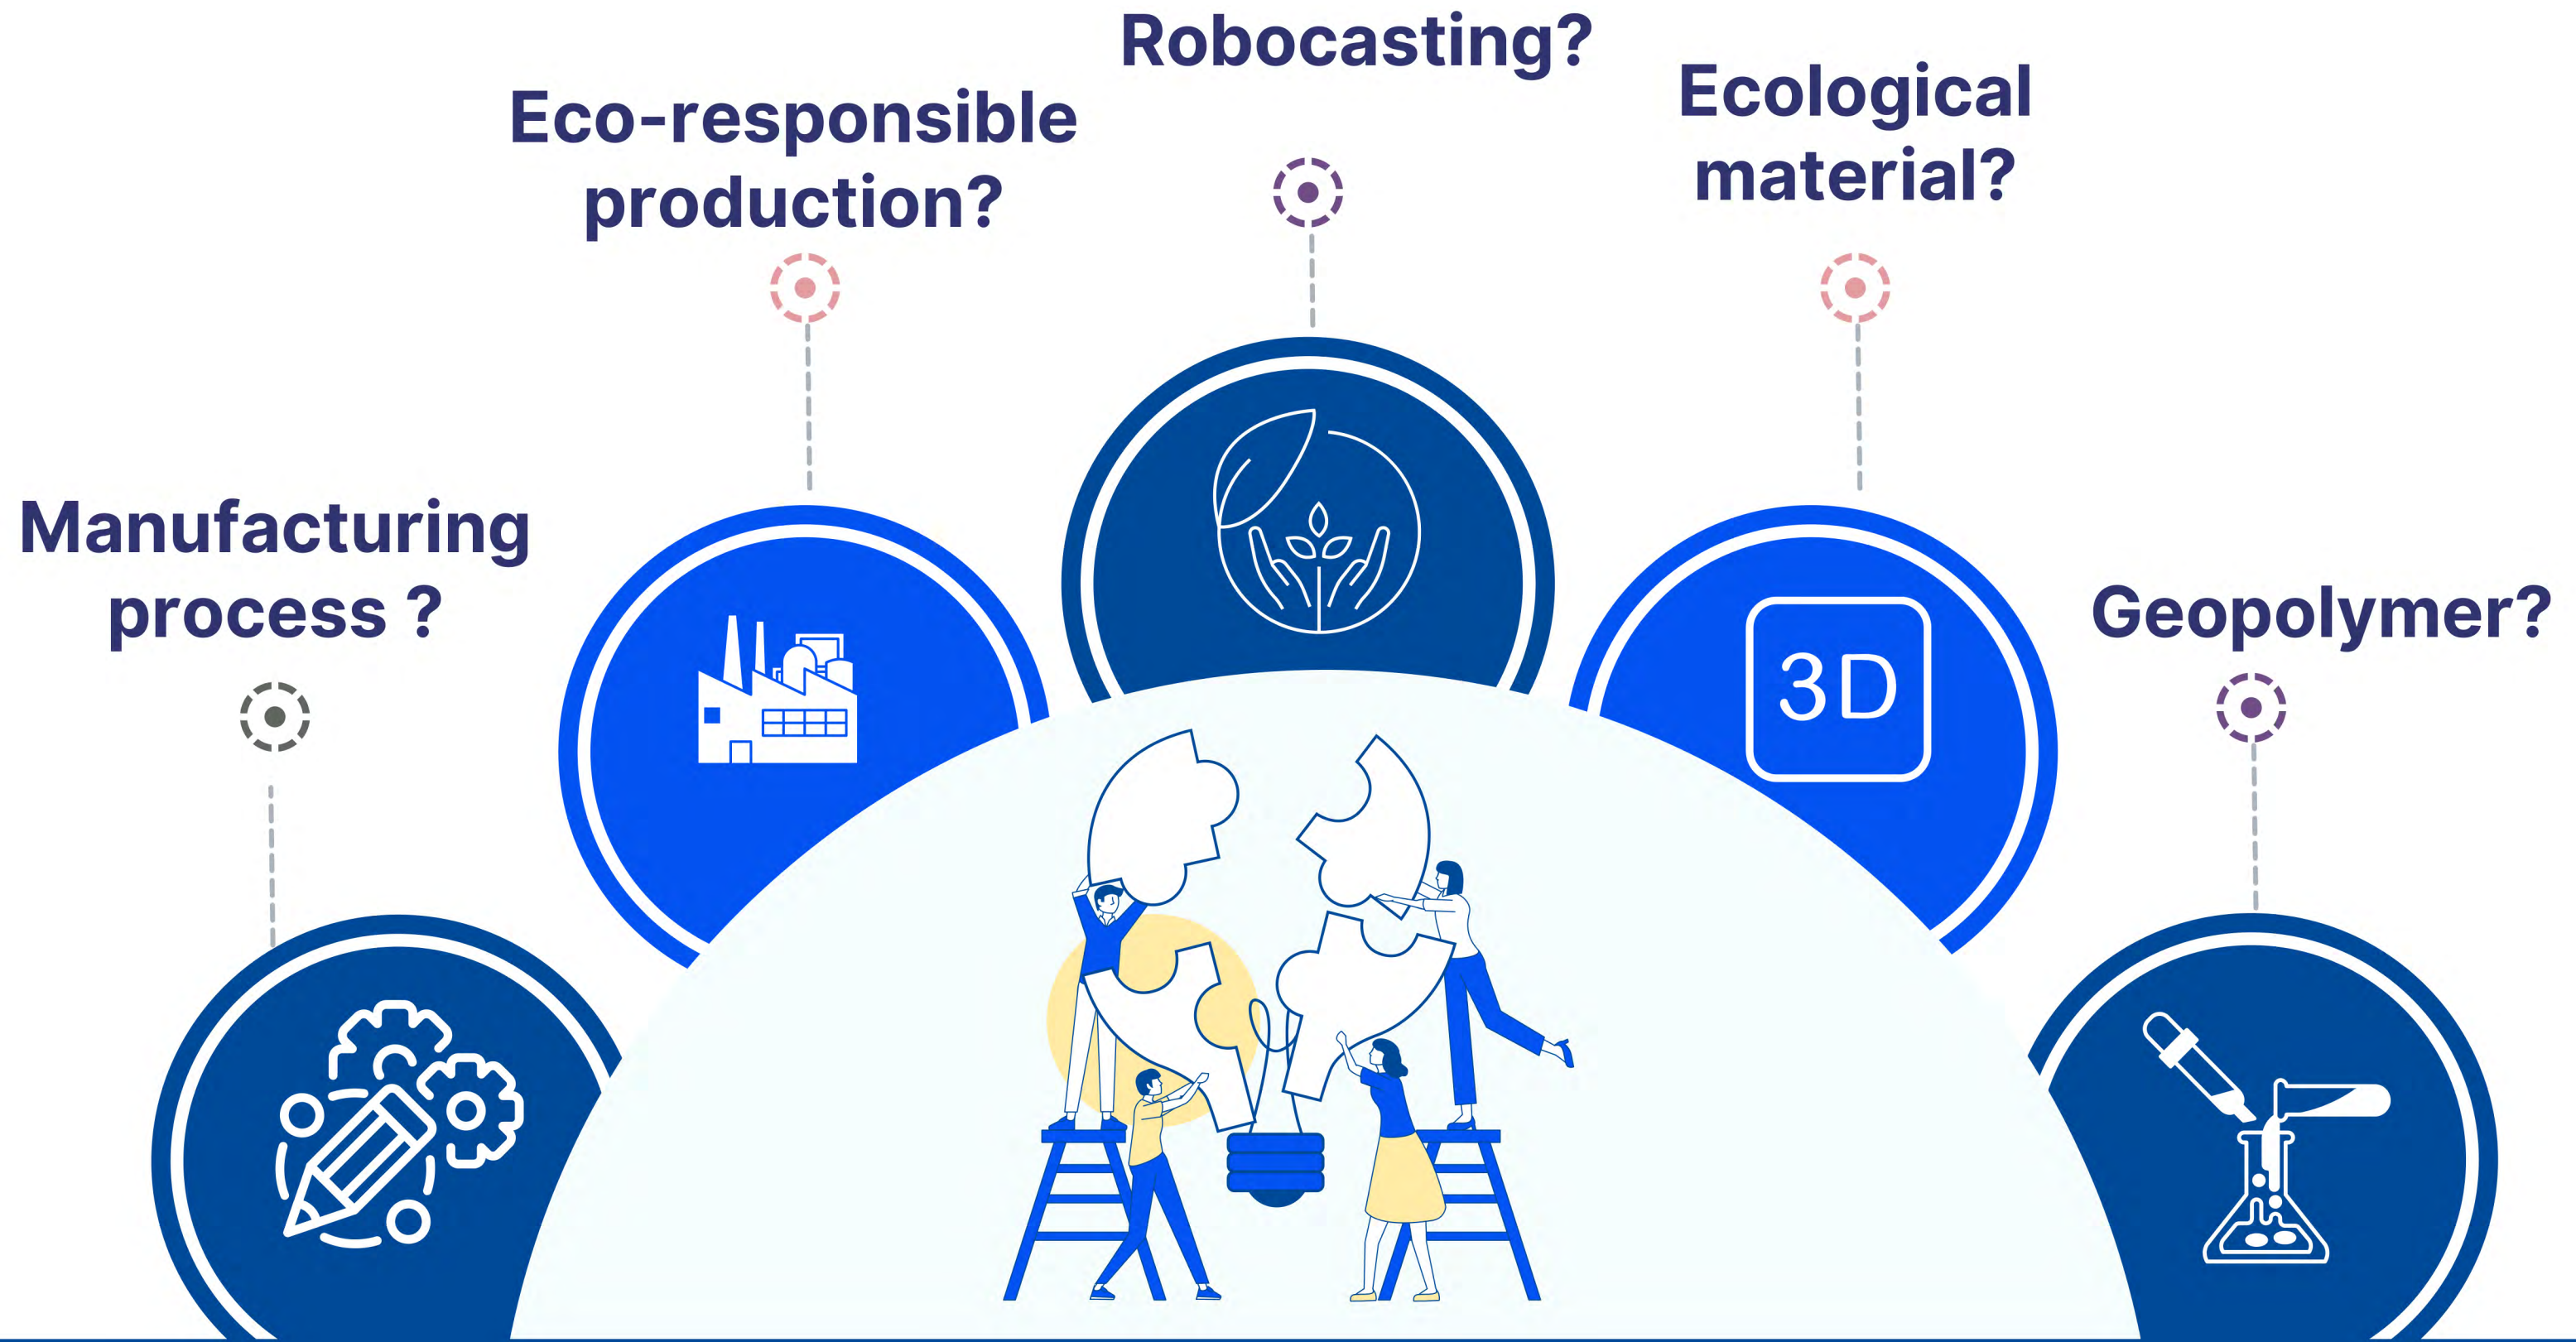 Robocasting?
Eco-responsible
production?
Ecological
material?
Manufacturing
process ?
Geopolymer?
3D